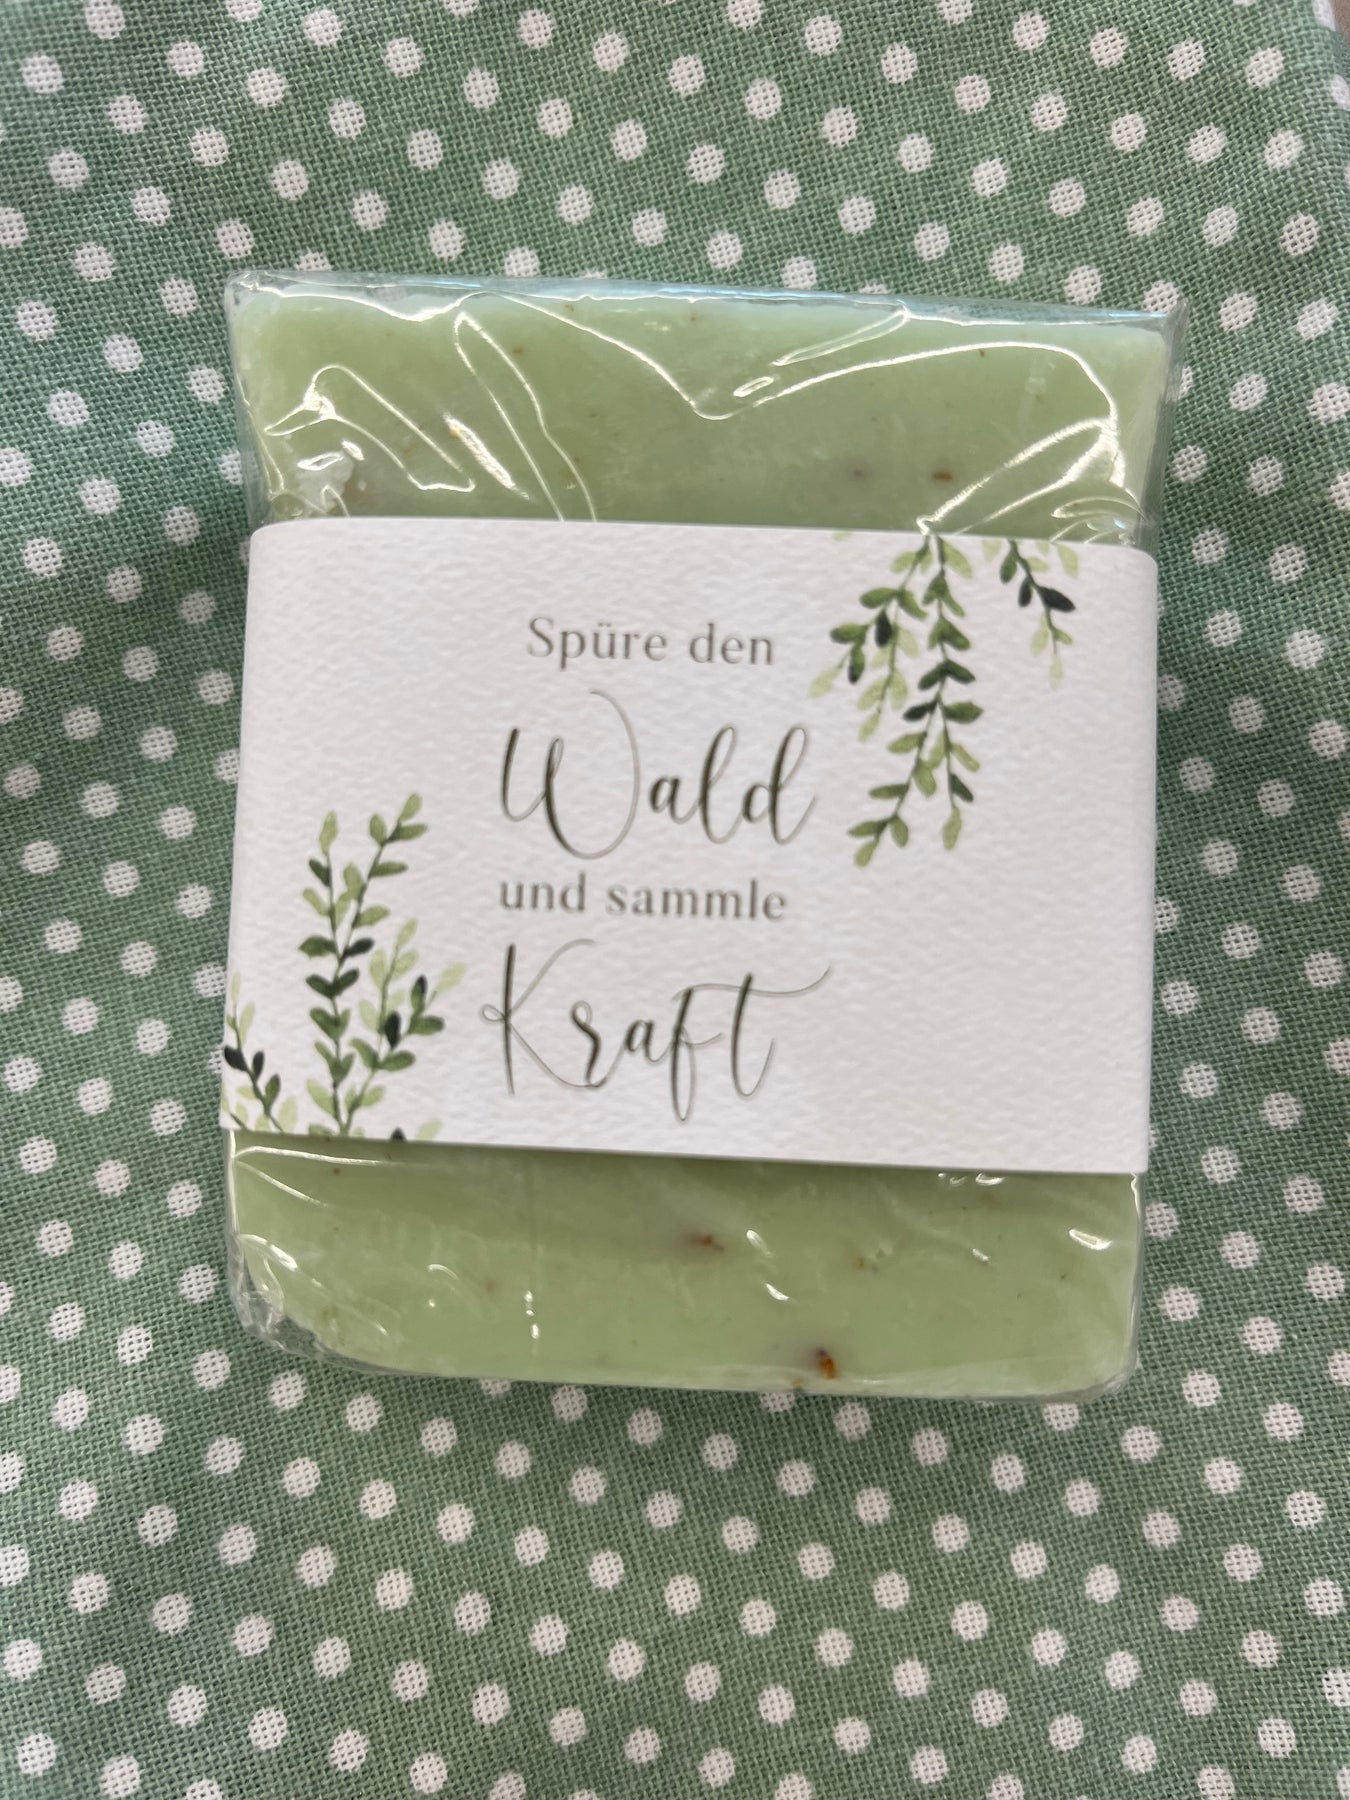 Spüre den
Wald
und sammle
Kraft